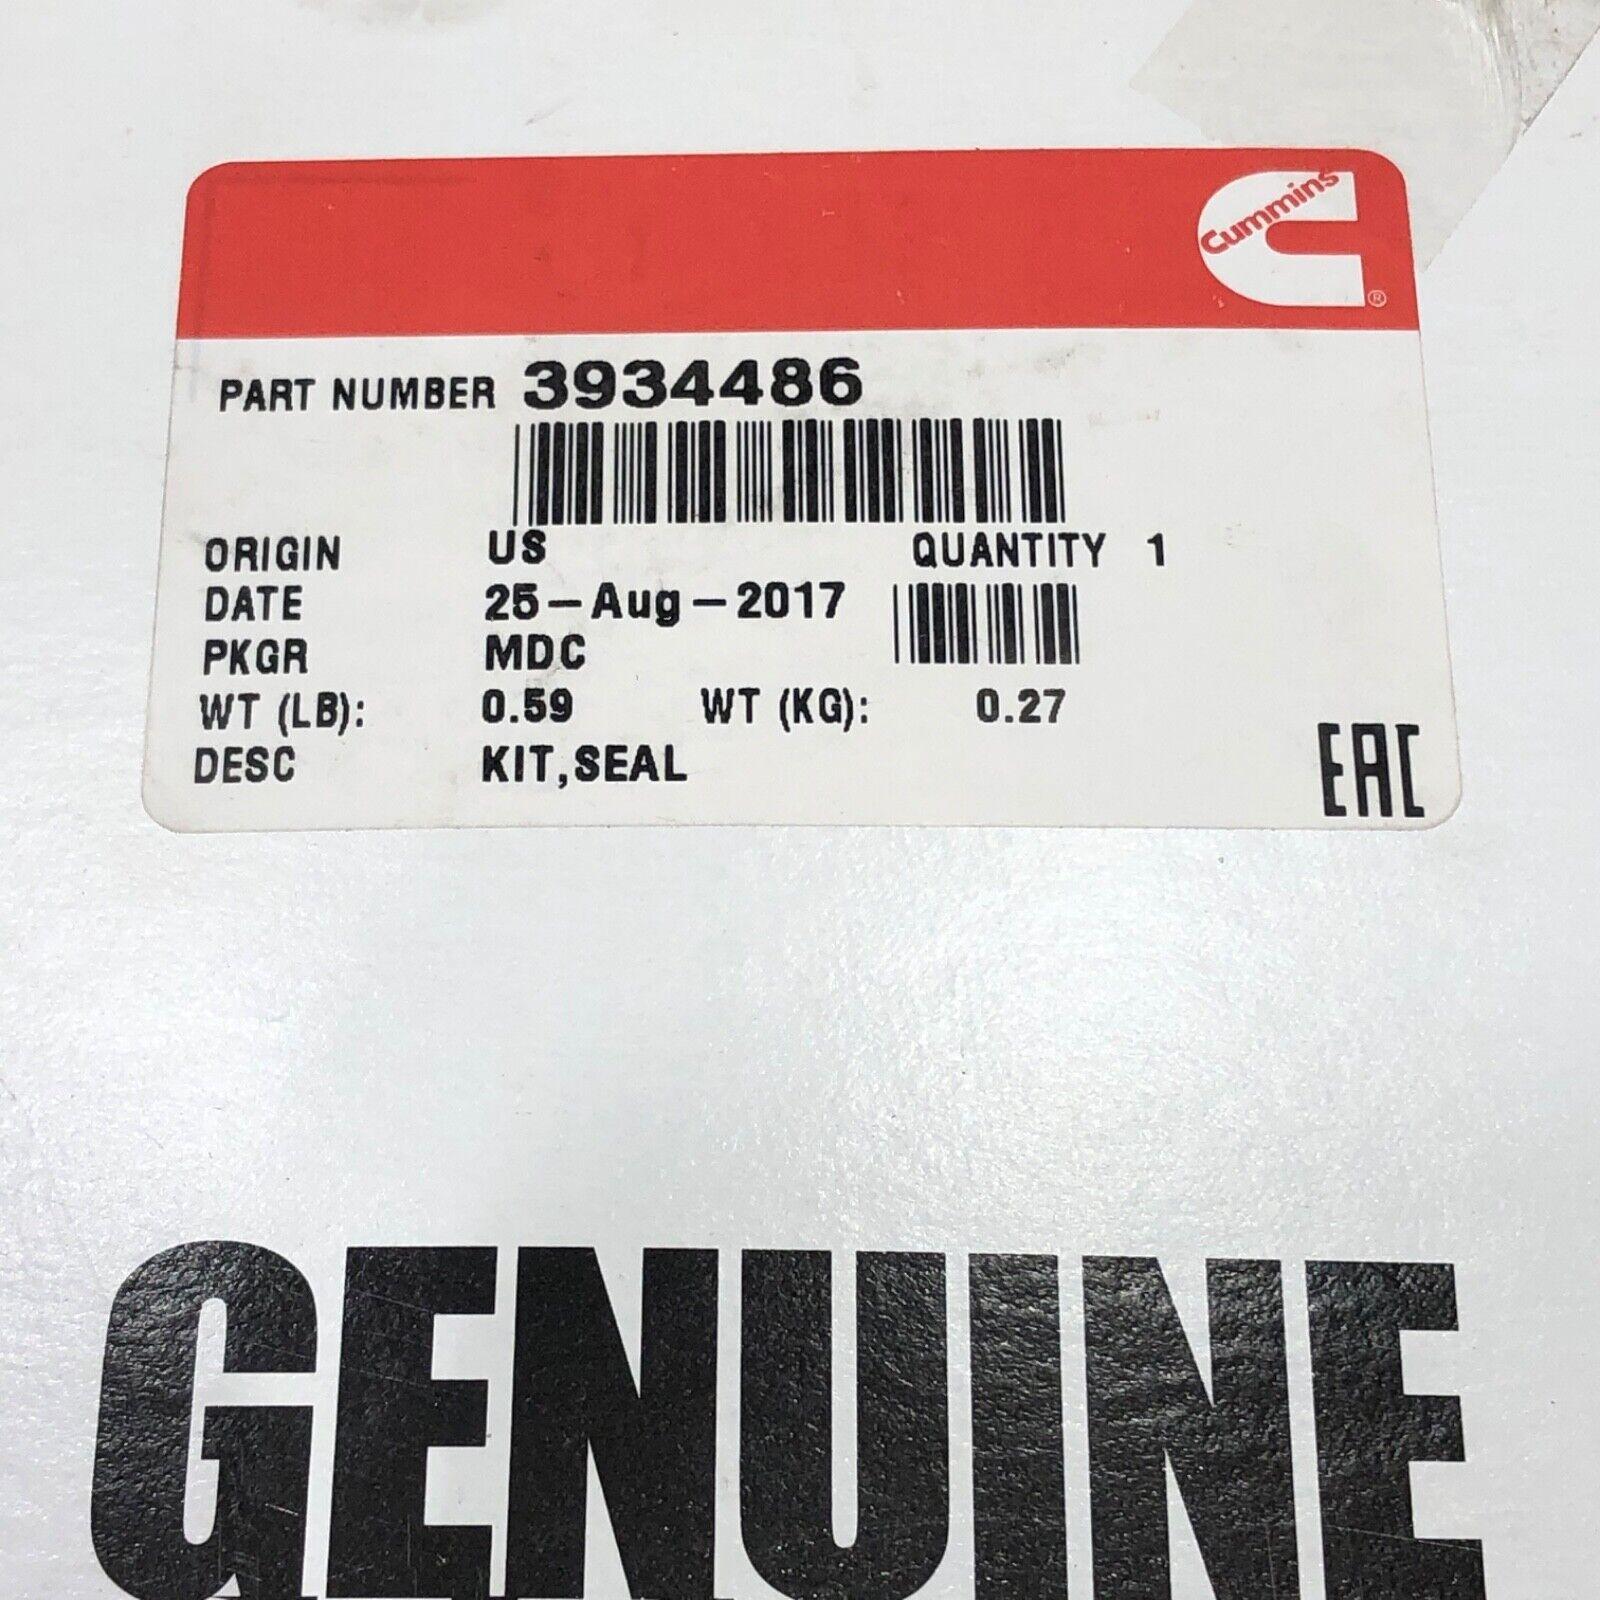 Cummins
®
PART NUMBER 3934486
ORIGIN US QUANTITY 1
DATE 25-Aug-2017
PKGR MDC
WT (LB): 0.59 WT (KG): 0.27
DESC KIT,SEAL
EAC
GENUINE